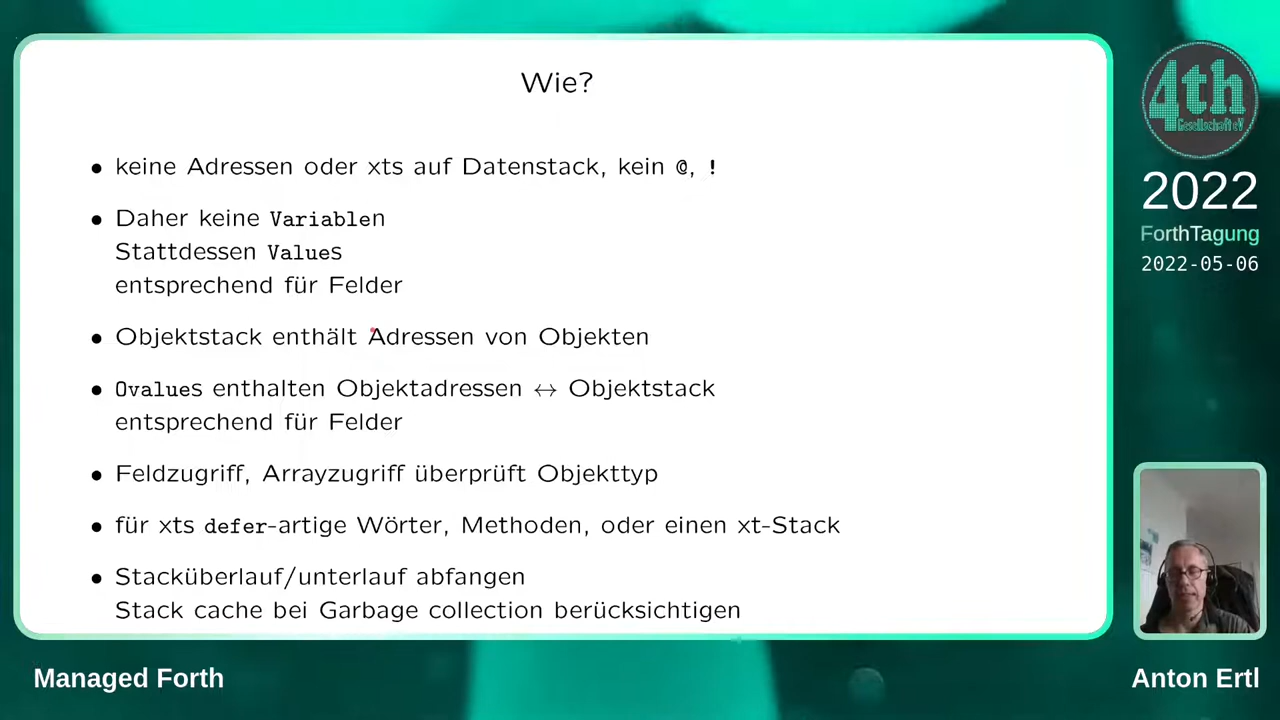 Wie?
• keine Adressen oder xts auf Datenstack, kein @, !
• Daher keine Variablen
Stattdessen Values
entsprechend für Felder
• Objektstack enthält Adressen von Objekten
• Ovalues enthalten Objektadressen ↔ Objektstack
entsprechend für Felder
• Feldzugriff, Arrayzugriff überprüft Objekttyp
• für xts defer-artige Wörter, Methoden, oder einen xt-Stack
• Stacküberlauf/unterlauf abfangen
Stack cache bei Garbage collection berücksichtigen
4th
Gesellschaft eV
2022
ForthTagung
2022-05-06
Managed Forth
Anton Ertl